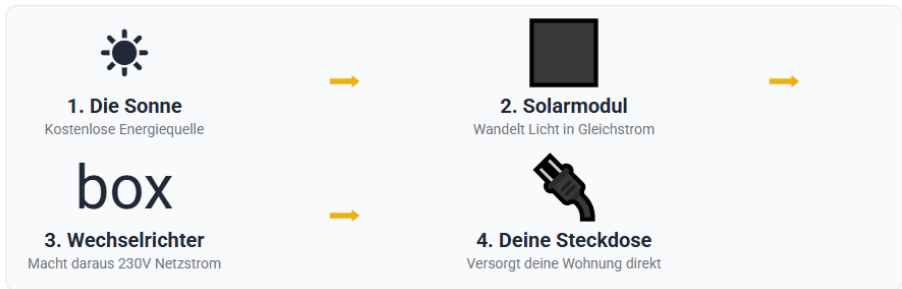 1. Die Sonne
Kostenlose Energiequelle
2. Solarmodul
Wandelt Licht in Gleichstrom
box
3. Wechselrichter
Macht daraus 230V Netzstrom
4. Deine Steckdose
Versorgt deine Wohnung direkt